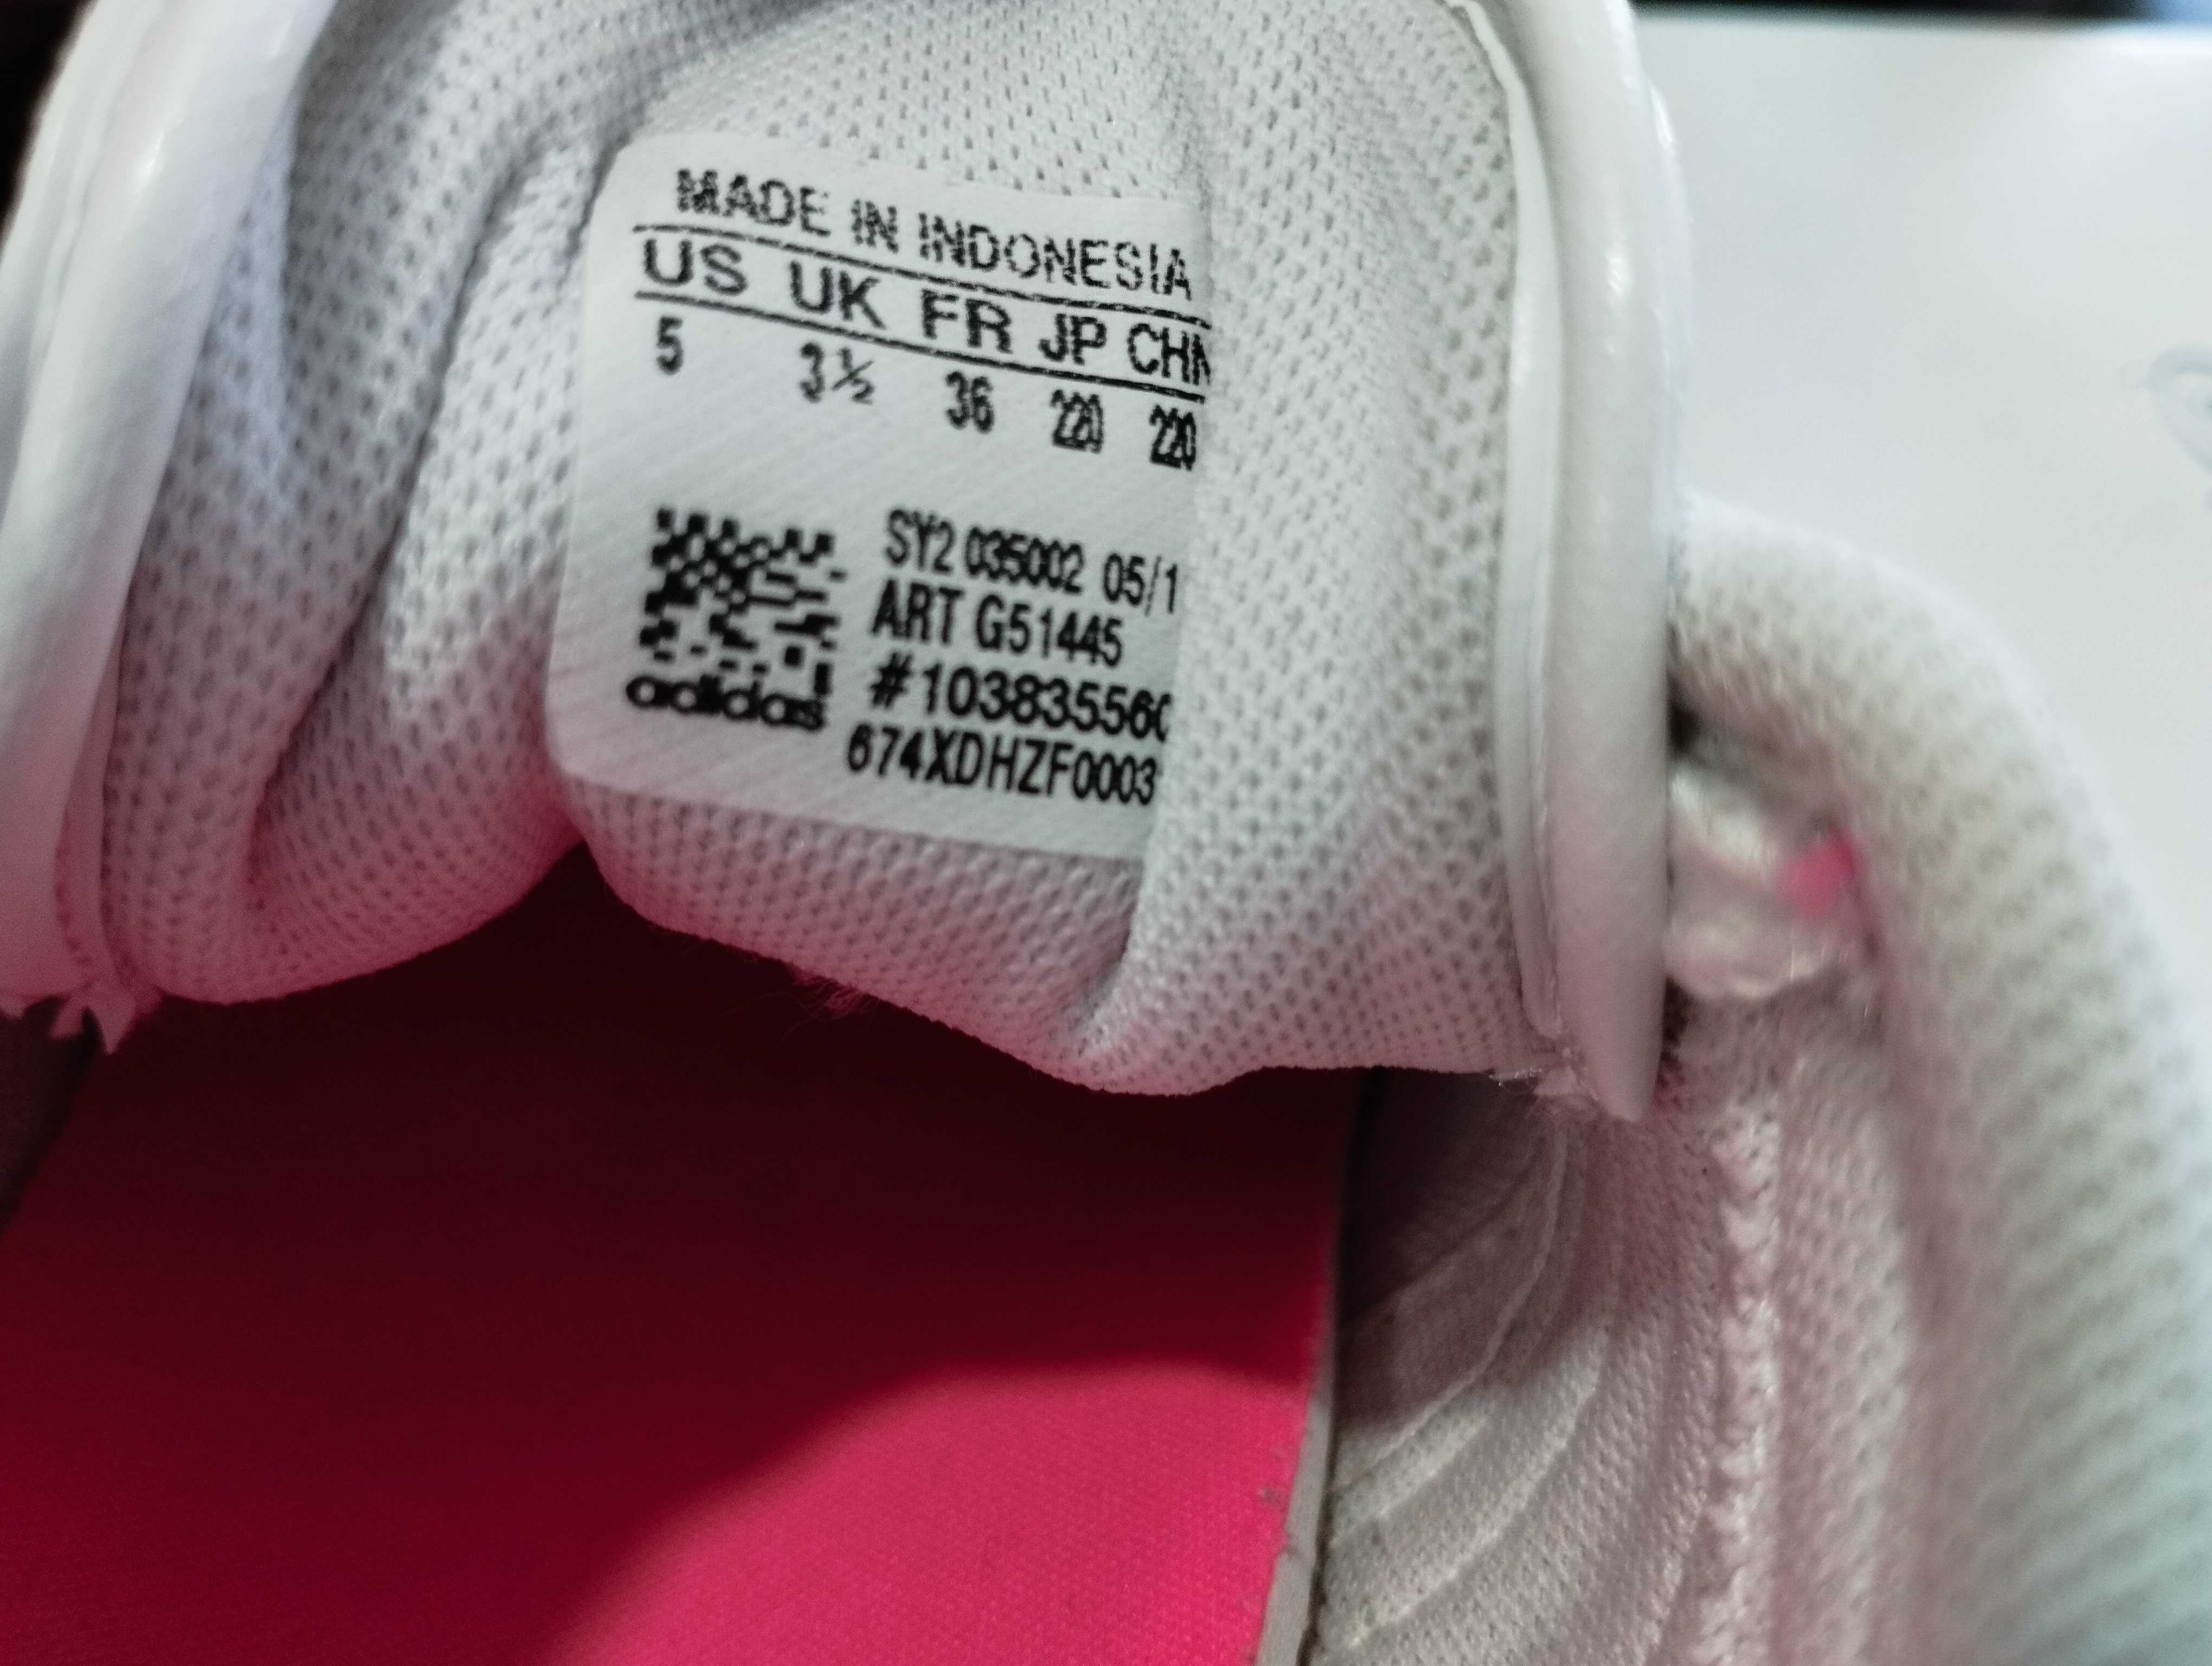 MADE IN INDONESIA
US UK FR JP CHN
5 3½ 36 220 220
SY2 035002 05/1
ART G51445
#103835560
674XDHZF0003
adidas